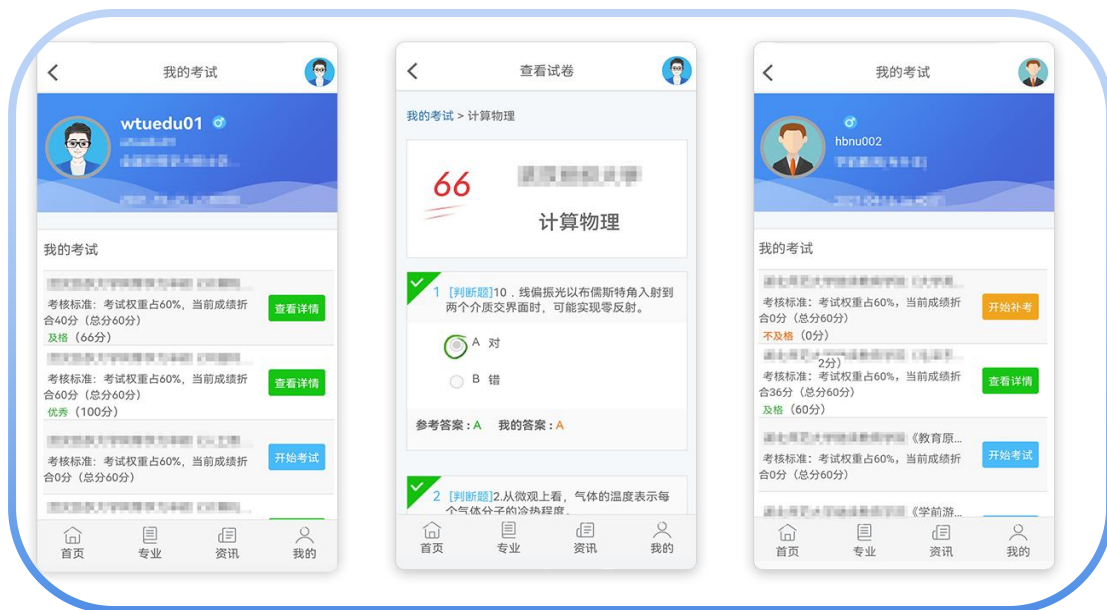 我的考试
wtuedu01
我的考试
考核标准：考试权重占60%，当前成绩折
合40分（总分60分）
及格（66分）
查看详情
考核标准：考试权重占60%，当前成绩折
合60分（总分60分）
优秀（100分）
查看详情
考核标准：考试权重占60%，当前成绩折
合0分（总分60分）
开始考试
首页 专业 资讯 我的
查看试卷
我的考试 > 计算物理
66
计算物理
1 [判断题]10．线偏振光以布儒斯特角入射到
两个介质交界面时，可能实现零反射。
A 对
B 错
参考答案：A 我的答案：A
2 [判断题]2.从微观上看，气体的温度表示每
个气体分子的冷热程度。
首页 专业 资讯 我的
我的考试
hbnu002
我的考试
考核标准：考试权重占60%，当前成绩折
合0分（总分60分）
不及格（0分）
开始补考
2分）
考核标准：考试权重占60%，当前成绩折
合36分（总分60分）
及格（60分）
查看详情
《教育原...
考核标准：考试权重占60%，当前成绩折
合0分（总分60分）
开始考试
《学前游...
首页 专业 资讯 我的